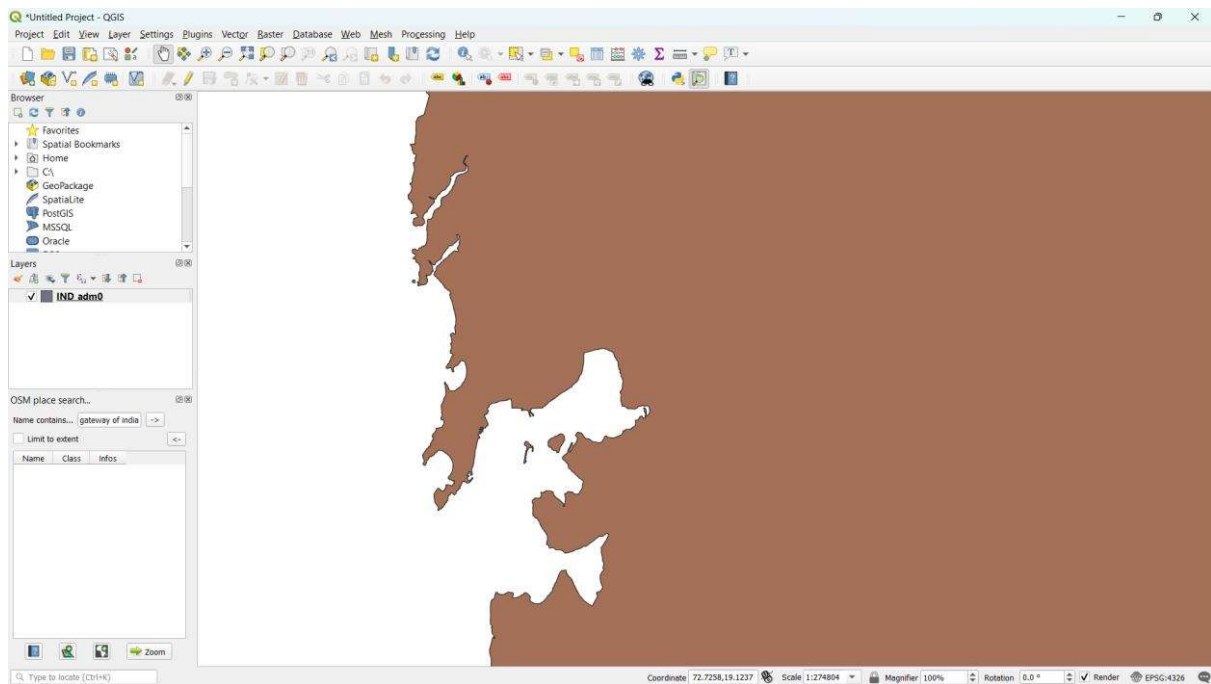 *Untitled Project - QGIS
Project Edit View Layer Settings Plugins Vector Raster Database Web Mesh Processing Help
Browser
Favorites
Spatial Bookmarks
Home
C:\
GeoPackage
SpatiaLite
PostGIS
MSSQL
Oracle
Layers
IND_adm0
OSM place search...
Name contains... gateway of india ->
Limit to extent <-
Name Class Infos
Zoom
Type to locate (Ctrl+K) Coordinate 72.7258,19.1237 Scale 1:274804 Magnifier 100% Rotation 0.0 ° Render EPSG:4326